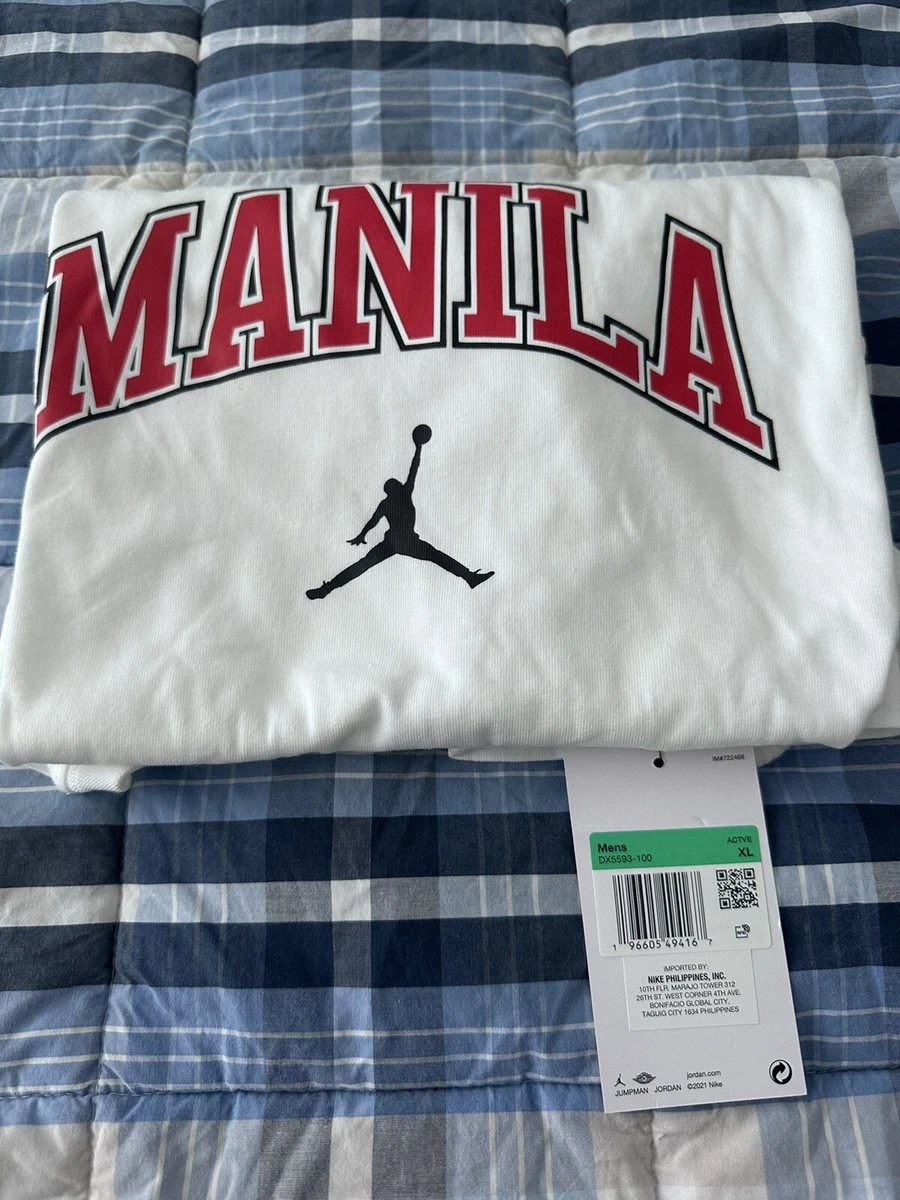 MANILA
IM#722468
Mens
ACTVE
DX5593-100
XL
1 96605 49416 7
IMPORTED BY:
NIKE PHILIPPINES, INC.
10TH FLR. MARAJO TOWER 312
26TH ST. WEST CORNER 4TH AVE.
BONIFACIO GLOBAL CITY,
TAGUIG CITY 1634 PHILIPPINES
jordan.com
JUMPMAN JORDAN ©2021 Nike